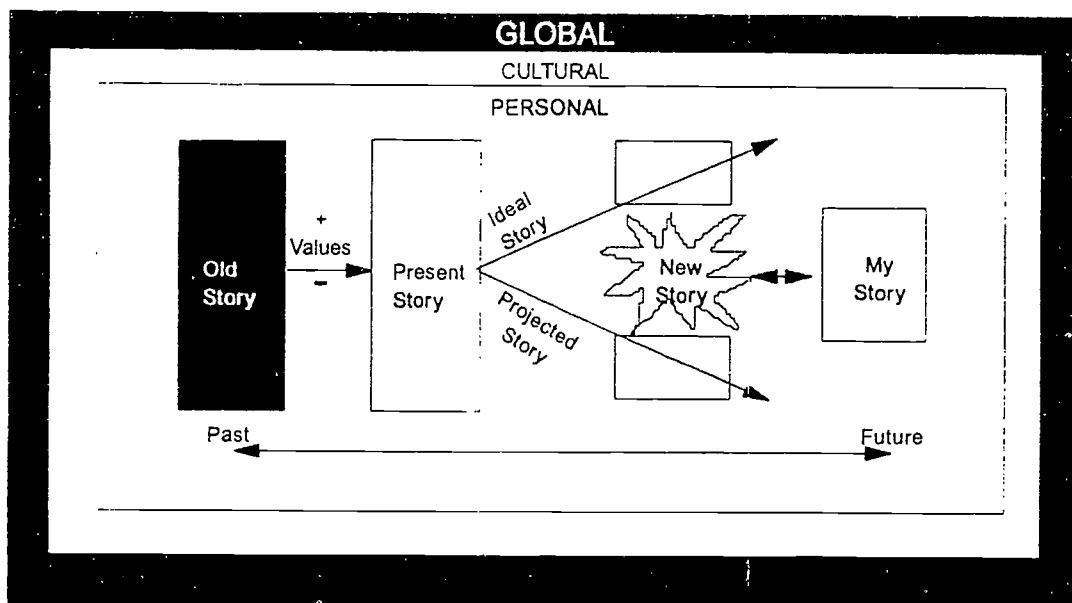 GLOBAL
CULTURAL
PERSONAL
Old
Story
+
Values
-
Present
Story
Ideal
Story
Projected
Story
New
Story
My
Story
Past
Future